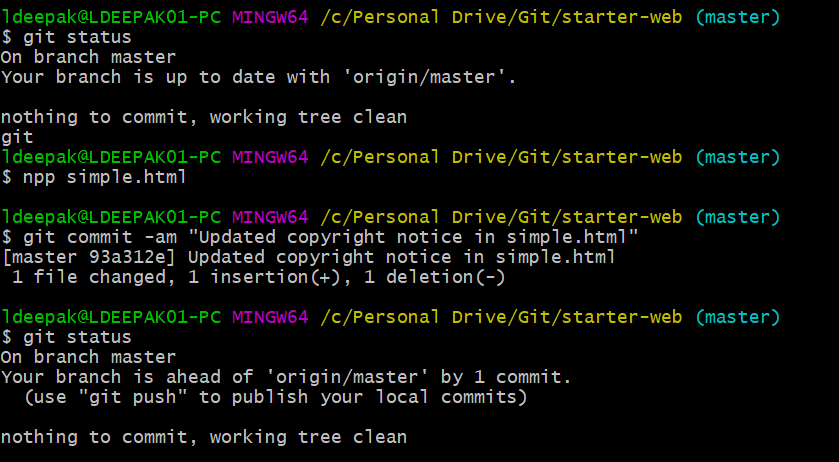 ldeepak@LDEEPAK01-PC MINGW64 /c/Personal Drive/Git/starter-web (master)
$ git status
On branch master
Your branch is up to date with 'origin/master'.
nothing to commit, working tree clean
git
ldeepak@LDEEPAK01-PC MINGW64 /c/Personal Drive/Git/starter-web (master)
$ npp simple.html
ldeepak@LDEEPAK01-PC MINGW64 /c/Personal Drive/Git/starter-web (master)
$ git commit -am "Updated copyright notice in simple.html"
[master 93a312e] Updated copyright notice in simple.html
 1 file changed, 1 insertion(+), 1 deletion(-)
ldeepak@LDEEPAK01-PC MINGW64 /c/Personal Drive/Git/starter-web (master)
$ git status
On branch master
Your branch is ahead of 'origin/master' by 1 commit.
  (use "git push" to publish your local commits)
nothing to commit, working tree clean